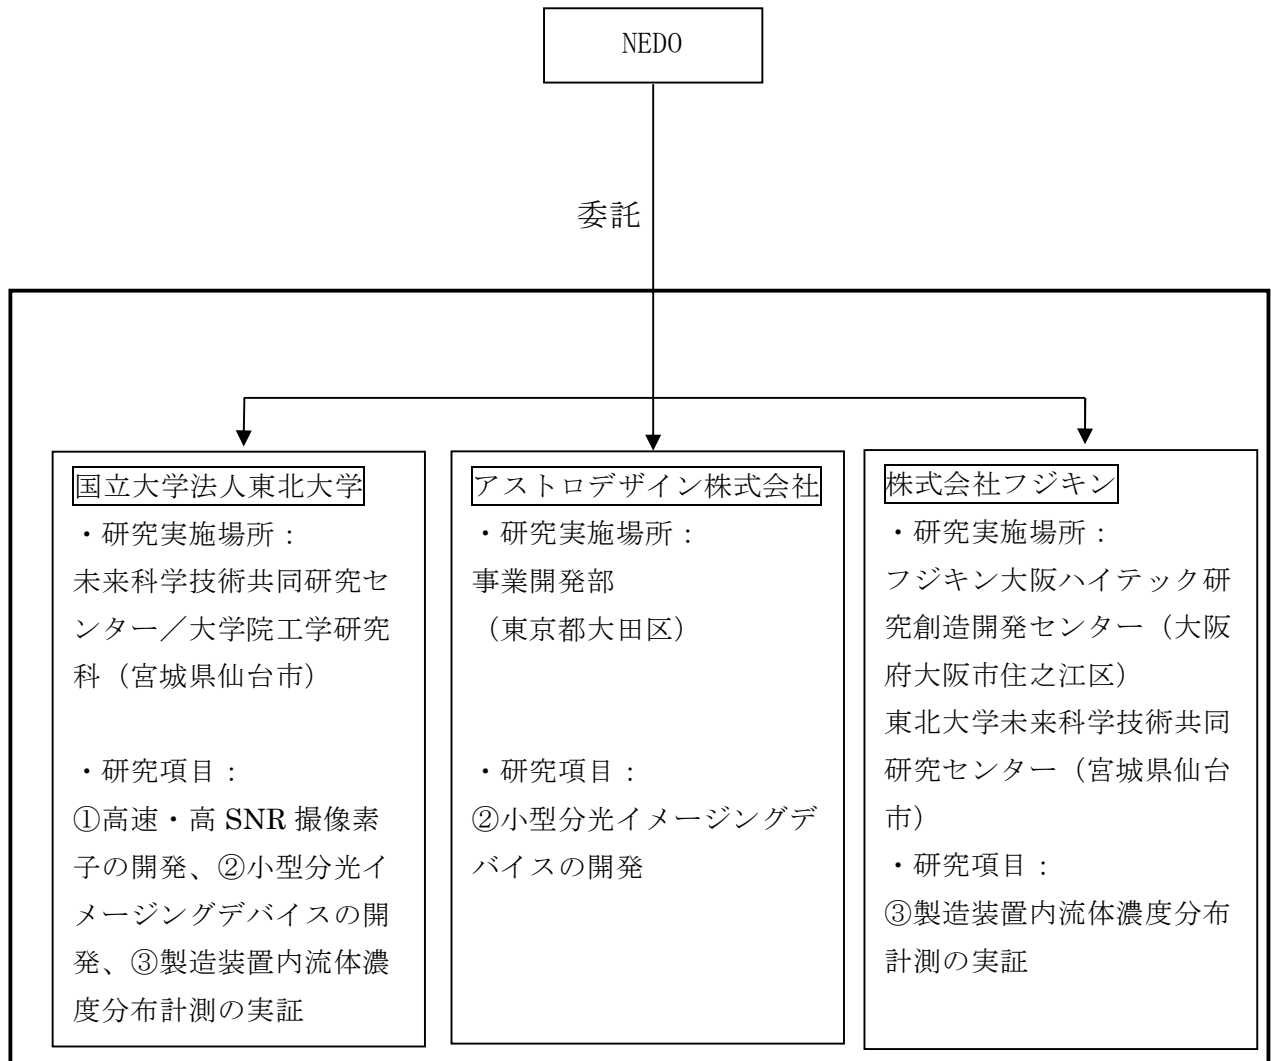 NEDO
委託
国立大学法人東北大学
・研究実施場所：
未来科学技術共同研究セ
ンター／大学院工学研究
科（宮城県仙台市）
・研究項目：
①高速・高 SNR 撮像素
子の開発、②小型分光イ
メージングデバイスの開
発、③製造装置内流体濃
度分布計測の実証
アストロデザイン株式会社
・研究実施場所：
事業開発部
（東京都大田区）
・研究項目：
②小型分光イメージングデ
バイスの開発
株式会社フジキン
・研究実施場所：
フジキン大阪ハイテック研
究創造開発センター（大阪
府大阪市住之江区）
東北大学未来科学技術共同
研究センター（宮城県仙台
市）
・研究項目：
③製造装置内流体濃度分布
計測の実証